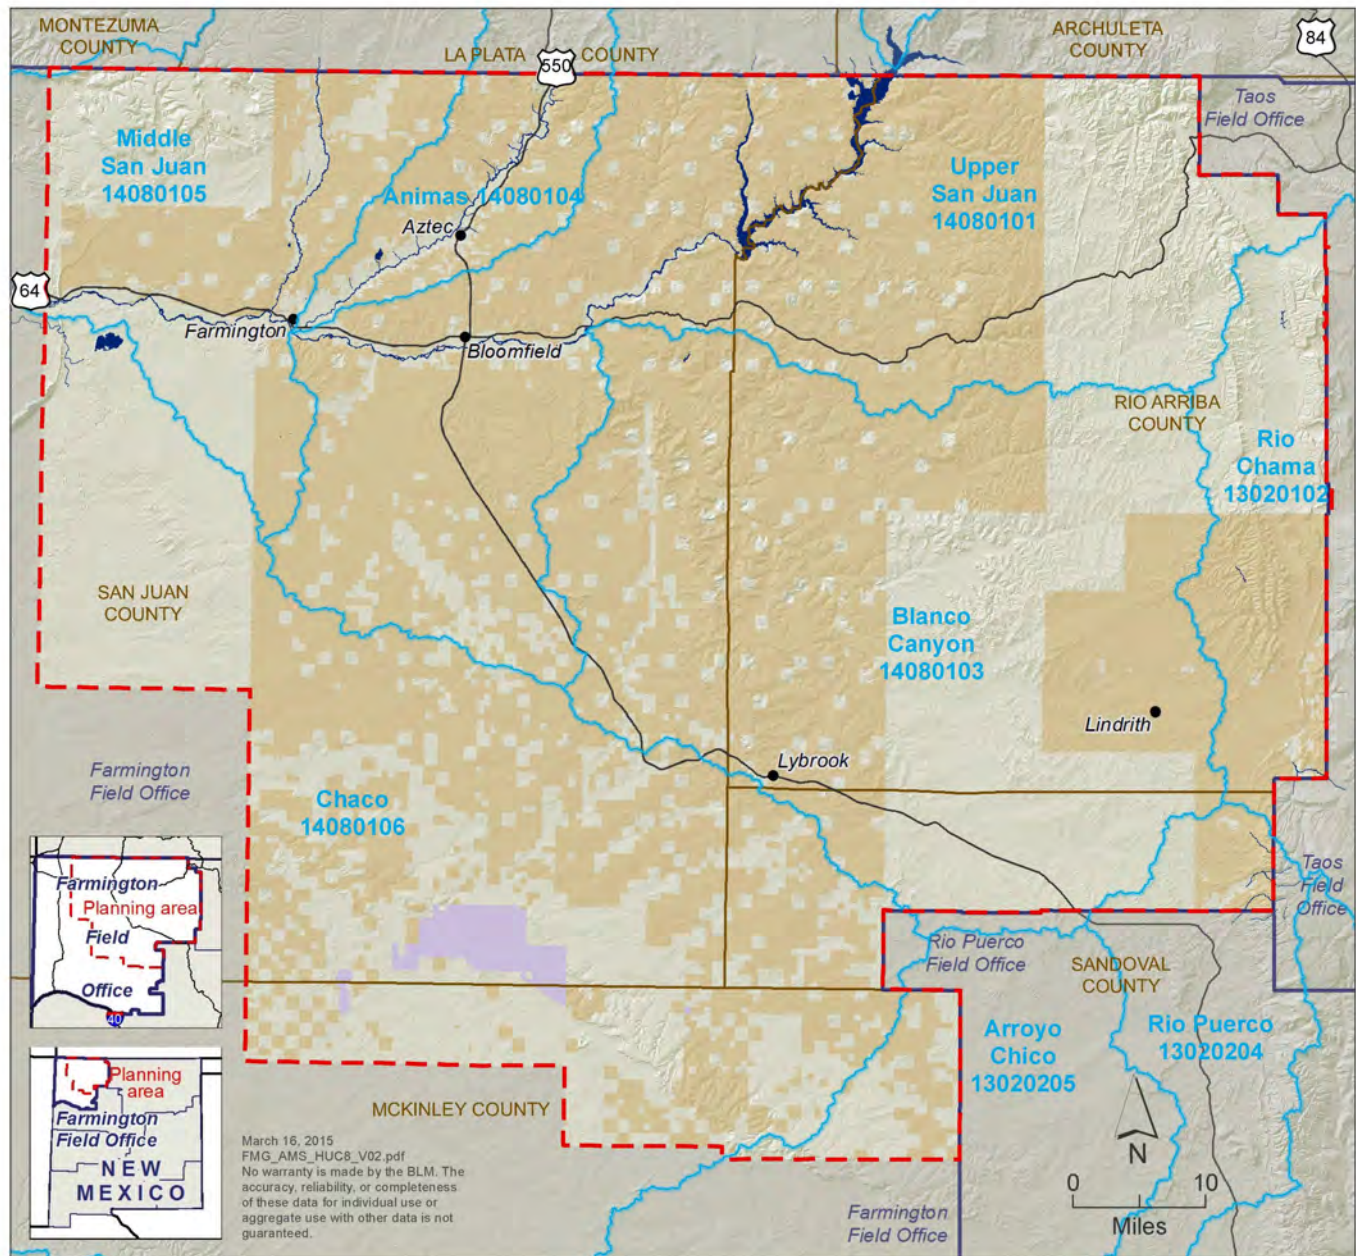 MONTEZUMA
COUNTY
LA PLATA COUNTY
550
ARCHULETA
COUNTY
84
Taos
Field Office
Middle
San Juan
14080105
Animas 14080104
Aztec
Upper
San Juan
14080101
64
Farmington
Bloomfield
RIO ARRIBA
COUNTY
Rio
Chama
13020102
SAN JUAN
COUNTY
Blanco
Canyon
14080103
Lindrith
Lybrook
Farmington
Field Office
Chaco
14080106
Farmington
Planning area
Field
Office
40
Taos
Field
Office
Rio Puerco
Field Office
SANDOVAL
COUNTY
Arroyo
Chico
13020205
Rio Puerco
13020204
Planning
area
Farmington
Field Office
NEW
MEXICO
MCKINLEY COUNTY
March 16, 2015
FMG_AMS_HUC8_V02.pdf
No warranty is made by the BLM. The
accuracy, reliability, or completeness
of these data for individual use or
aggregate use with other data is not
guaranteed.
N
0 10
Miles
Farmington
Field Office